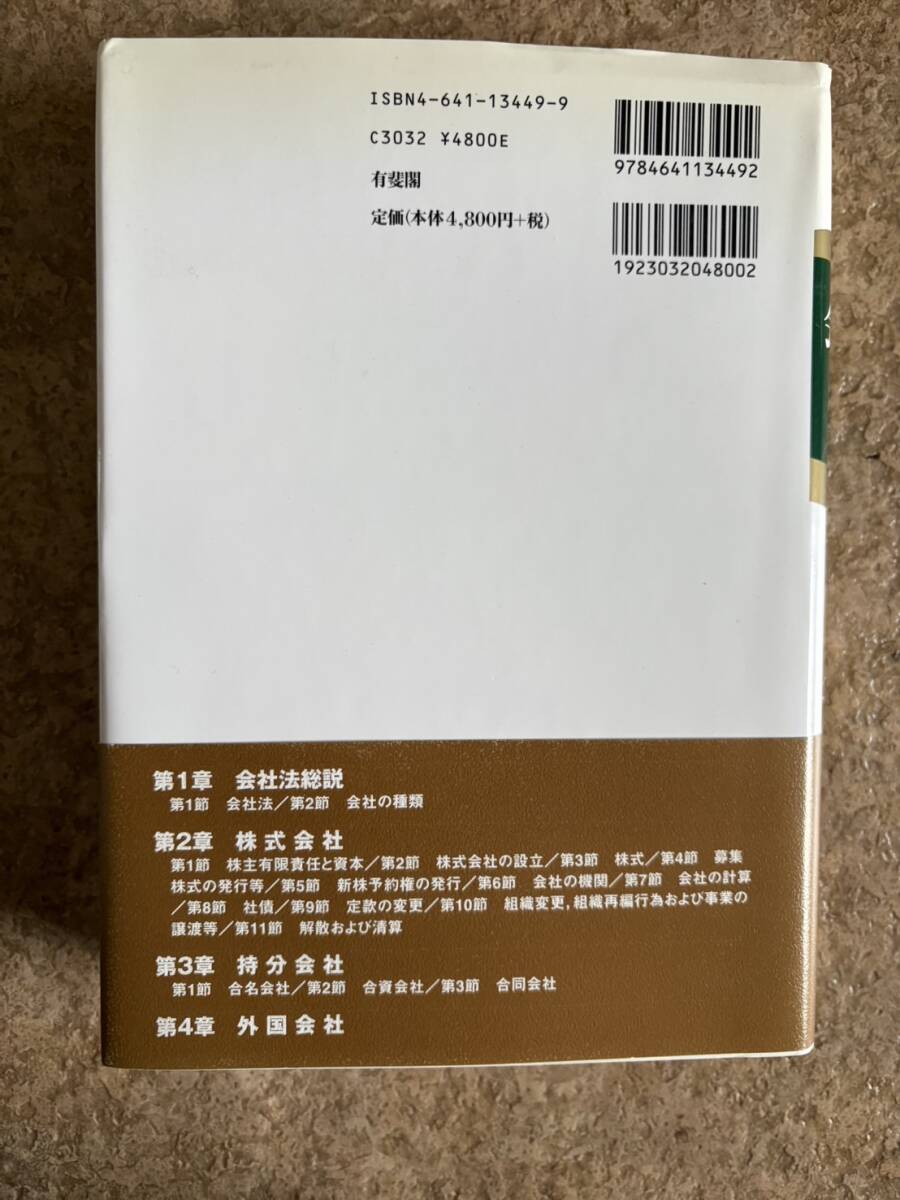 ISBN4-641-13449-9
C3032 ¥4800E
有斐閣
定価(本体4,800円+税)
9784641134492
1923032048002
第1章 会社法総説
第1節 会社法/第2節 会社の種類
第2章 株式会社
第1節 株主有限責任と資本/第2節 株式会社の設立/第3節 株式/第4節 募集
株式の発行等/第5節 新株予約権の発行/第6節 会社の機関/第7節 会社の計算
/第8節 社債/第9節 定款の変更/第10節 組織変更,組織再編行為および事業の
譲渡等/第11節 解散および清算
第3章 持分会社
第1節 合名会社/第2節 合資会社/第3節 合同会社
第4章 外国会社